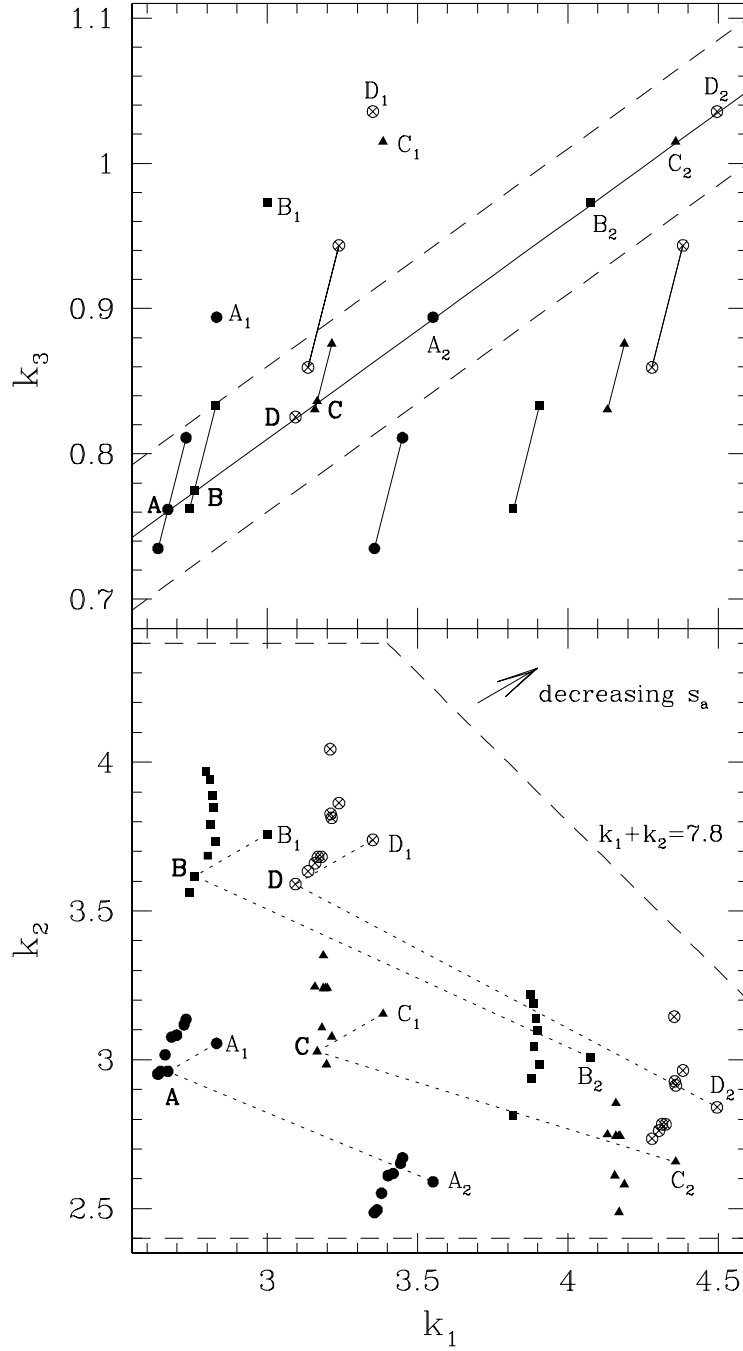 1.1
1
0.9
0.8
0.7
k₃
D₁
D₂
C₁
C₂
B₁
B₂
A₁
A₂
D
C
A
B
4
3.5
3
2.5
k₂
decreasing sₐ
k₁+k₂=7.8
B₁
D₁
B
D
C₁
C
A₁
A
B₂
D₂
C₂
A₂
3
3.5
4
4.5
k₁